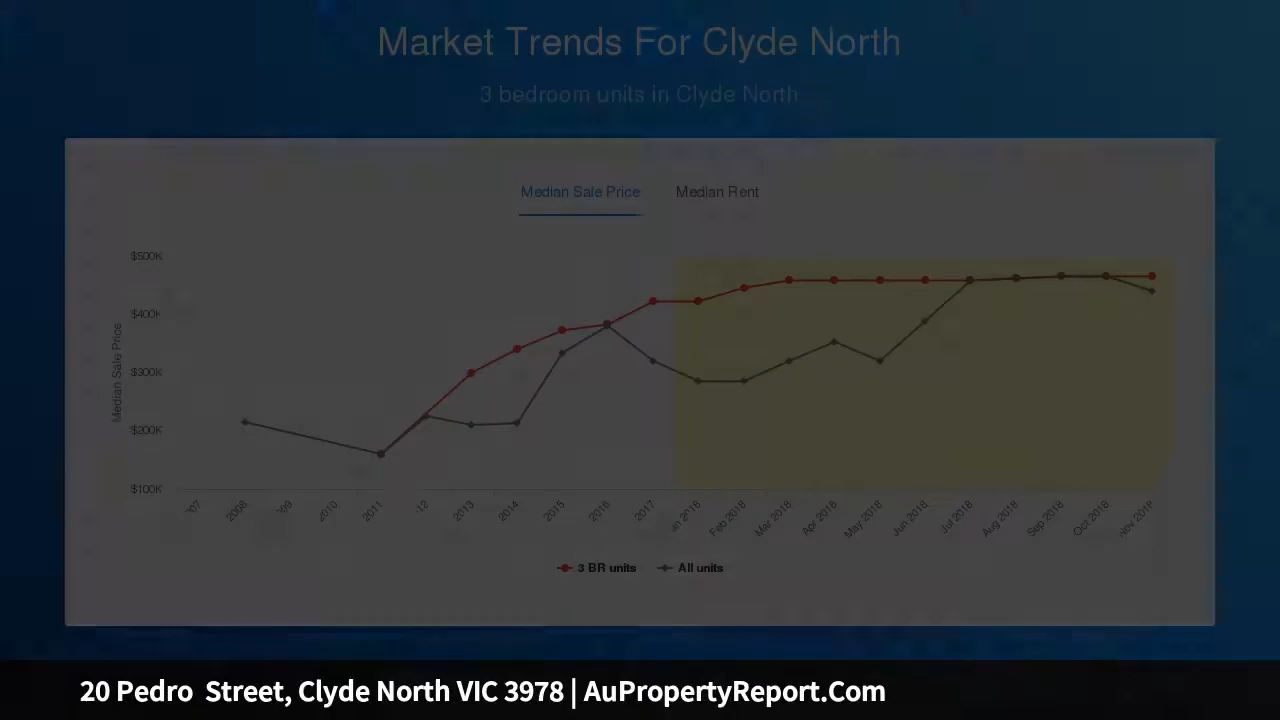 Market Trends For Clyde North
3 bedroom units in Clyde North
Median Sale Price Median Rent
$500K
$400K
$300K
$200K
$100K
Median Sale Price
2008 2010 2011 2013 2014 2015 2016 2017 Feb 2018 Mar 2018 Apr 2018 May 2018 Jun 2018 Jul 2018 Aug 2018 Sep 2018 Oct 2018 Nov 2018
3 BR units All units
20 Pedro Street, Clyde North VIC 3978 | AuPropertyReport.Com